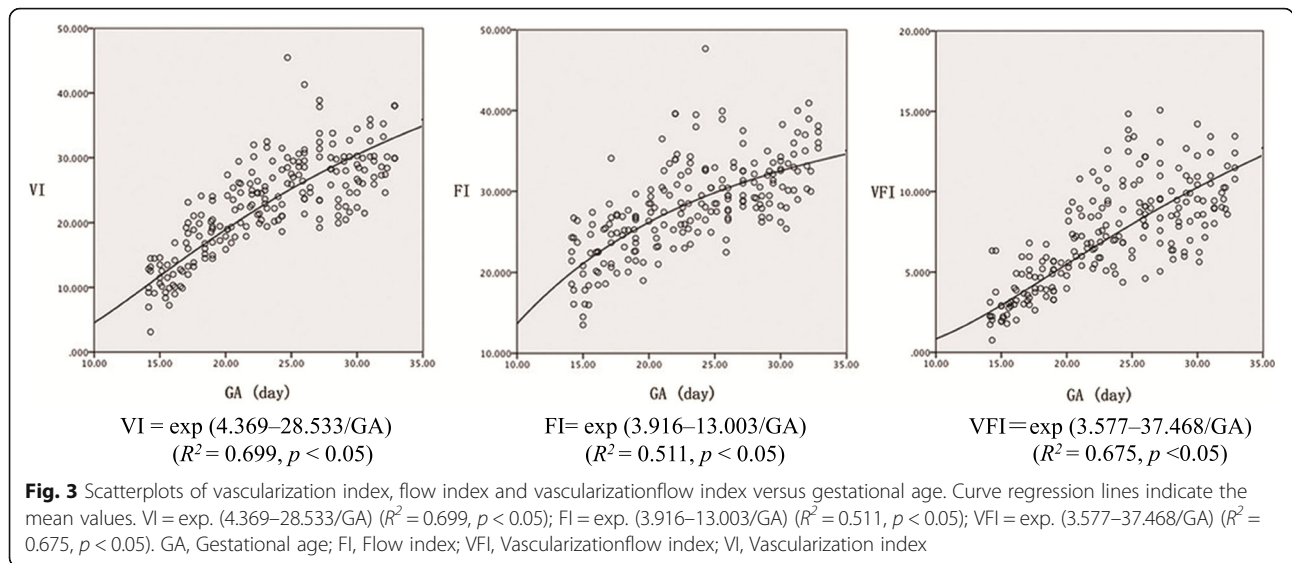 50.000
40.000
30.000
20.000
10.000
.000
VI
10.00 15.00 20.00 25.00 30.00 35.00
GA (day)
VI = exp (4.369–28.533/GA)
(R² = 0.699, p < 0.05)
50.000
40.000
30.000
20.000
10.000
FI
10.00 15.00 20.00 25.00 30.00 35.00
GA (day)
FI= exp (3.916–13.003/GA)
(R² = 0.511, p < 0.05)
20.000
15.000
10.000
5.000
.000
VFI
10.00 15.00 20.00 25.00 30.00 35.00
GA (day)
VFI=exp (3.577–37.468/GA)
(R² = 0.675, p <0.05)
Fig. 3 Scatterplots of vascularization index, flow index and vascularizationflow index versus gestational age. Curve regression lines indicate the
mean values. VI = exp. (4.369–28.533/GA) (R² = 0.699, p < 0.05); FI = exp. (3.916–13.003/GA) (R² = 0.511, p < 0.05); VFI = exp. (3.577–37.468/GA) (R² =
0.675, p < 0.05). GA, Gestational age; FI, Flow index; VFI, Vascularizationflow index; VI, Vascularization index